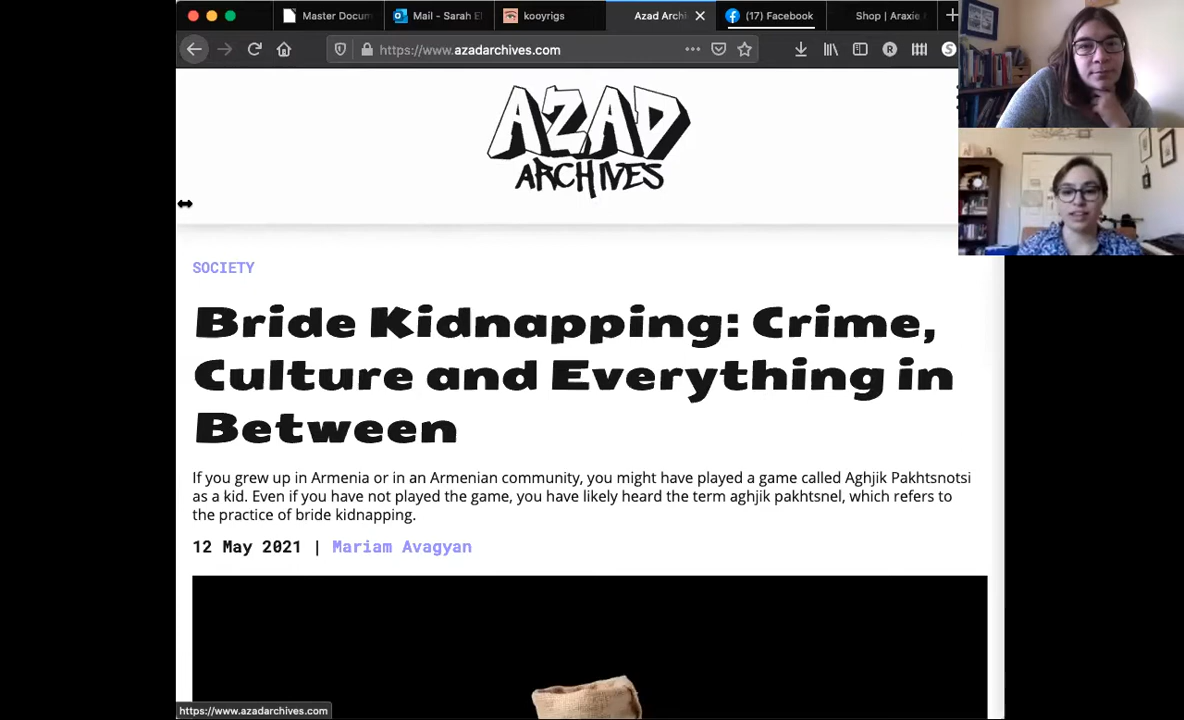 Master Docum
Mail - Sarah El
kooyrigs
Azad Archi
(17) Facebook
Shop | Araxie
https://www.azadarchives.com
AZAD
ARCHIVES
SOCIETY
Bride Kidnapping: Crime,
Culture and Everything in
Between
If you grew up in Armenia or in an Armenian community, you might have played a game called Aghjik Pakhtsnotsi
as a kid. Even if you have not played the game, you have likely heard the term aghjik pakhtsnel, which refers to
the practice of bride kidnapping.
12 May 2021 | Mariam Avagyan
https://www.azadarchives.com